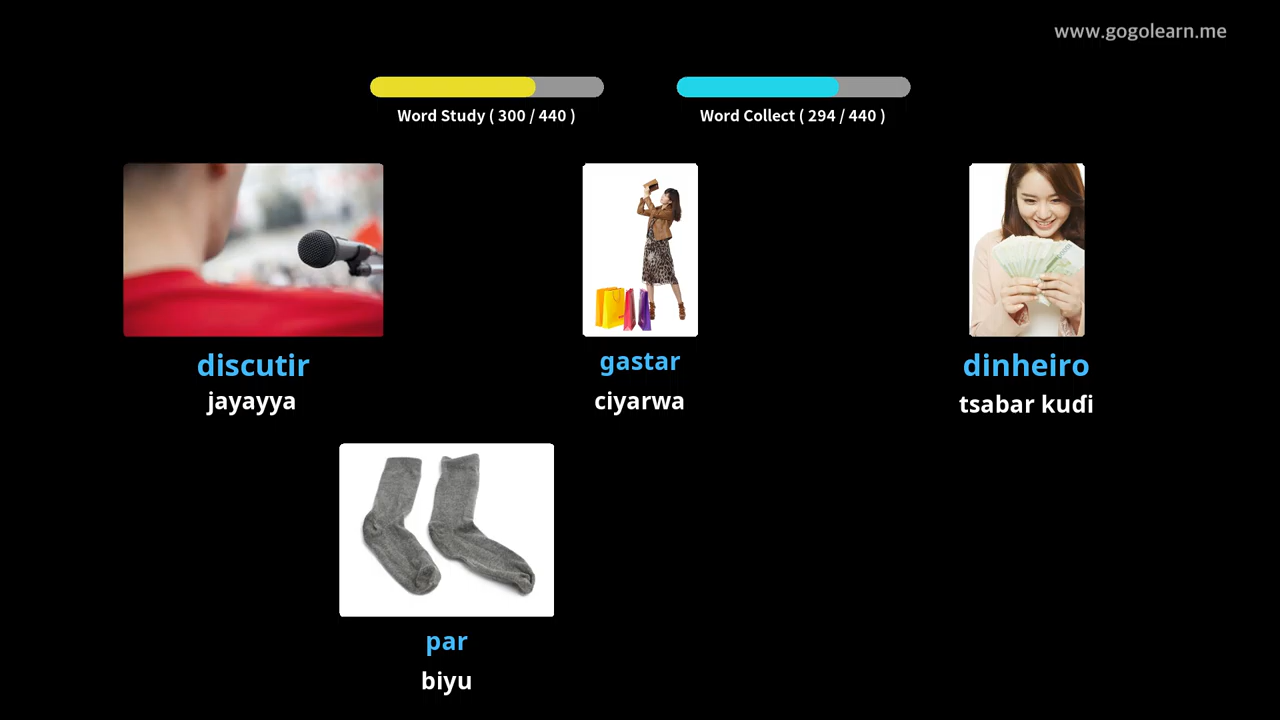 www.gogolearn.me
Word Study ( 300 / 440 )
Word Collect ( 294 / 440 )
discutir
jayayya
gastar
ciyarwa
dinheiro
tsabar kuɗi
par
biyu